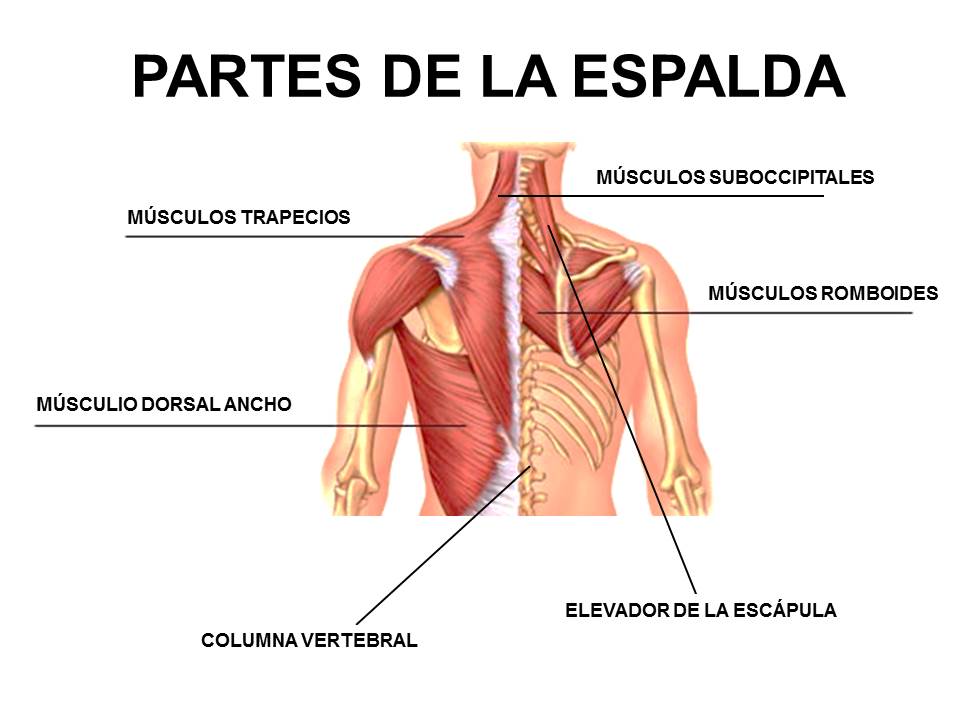 PARTES DE LA ESPALDA
MÚSCULOS SUBOCCIPITALES
MÚSCULOS TRAPECIOS
MÚSCULOS ROMBOIDES
MÚSCULIO DORSAL ANCHO
ELEVADOR DE LA ESCÁPULA
COLUMNA VERTEBRAL